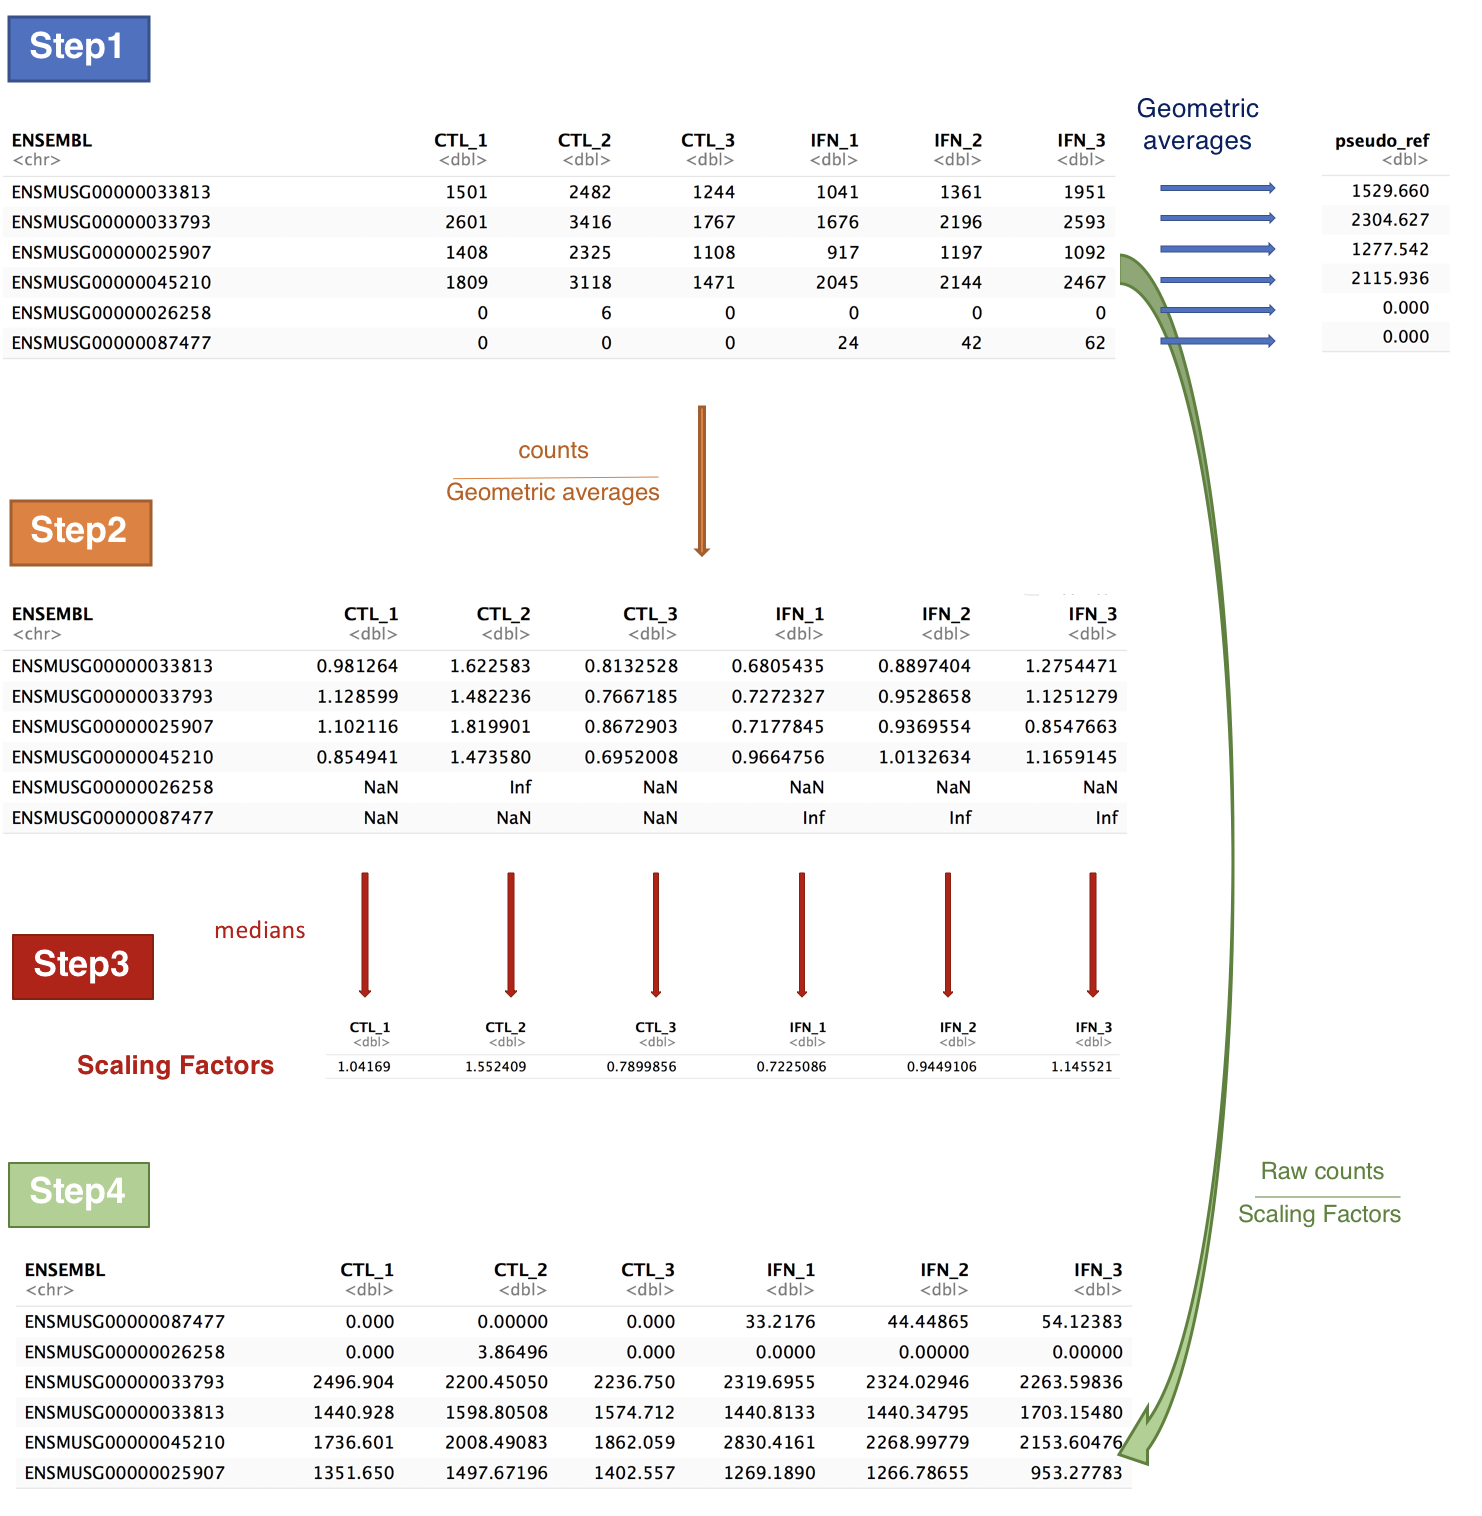 Step1
Geometric
averages
ENSEMBL CTL_1 CTL_2 CTL_3 IFN_1 IFN_2 IFN_3 pseudo_ref
<chr> <dbl> <dbl> <dbl> <dbl> <dbl> <dbl> <dbl>
ENSMUSG00000033813 1501 2482 1244 1041 1361 1951 1529.660
ENSMUSG00000033793 2601 3416 1767 1676 2196 2593 2304.627
ENSMUSG00000025907 1408 2325 1108 917 1197 1092 1277.542
ENSMUSG00000045210 1809 3118 1471 2045 2144 2467 2115.936
ENSMUSG00000026258 0 6 0 0 0 0 0.000
ENSMUSG00000087477 0 0 0 24 42 62 0.000
counts
Geometric averages
Step2
ENSEMBL CTL_1 CTL_2 CTL_3 IFN_1 IFN_2 IFN_3
<chr> <dbl> <dbl> <dbl> <dbl> <dbl> <dbl>
ENSMUSG00000033813 0.981264 1.622583 0.8132528 0.6805435 0.8897404 1.2754471
ENSMUSG00000033793 1.128599 1.482236 0.7667185 0.7272327 0.9528658 1.1251279
ENSMUSG00000025907 1.102116 1.819901 0.8672903 0.7177845 0.9369554 0.8547663
ENSMUSG00000045210 0.854941 1.473580 0.6952008 0.9664756 1.0132634 1.1659145
ENSMUSG00000026258 NaN Inf NaN NaN NaN NaN
ENSMUSG00000087477 NaN NaN NaN Inf Inf Inf
medians
Step3
CTL_1 CTL_2 CTL_3 IFN_1 IFN_2 IFN_3
<dbl> <dbl> <dbl> <dbl> <dbl> <dbl>
Scaling Factors 1.04169 1.552409 0.7899856 0.7225086 0.9449106 1.145521
Step4
Raw counts
Scaling Factors
ENSEMBL CTL_1 CTL_2 CTL_3 IFN_1 IFN_2 IFN_3
<chr> <dbl> <dbl> <dbl> <dbl> <dbl> <dbl>
ENSMUSG00000087477 0.000 0.00000 0.000 33.2176 44.44865 54.12383
ENSMUSG00000026258 0.000 3.86496 0.000 0.0000 0.00000 0.00000
ENSMUSG00000033793 2496.904 2200.45050 2236.750 2319.6955 2324.02946 2263.59836
ENSMUSG00000033813 1440.928 1598.80508 1574.712 1440.8133 1440.34795 1703.15480
ENSMUSG00000045210 1736.601 2008.49083 1862.059 2830.4161 2268.99779 2153.60476
ENSMUSG00000025907 1351.650 1497.67196 1402.557 1269.1890 1266.78655 953.27783